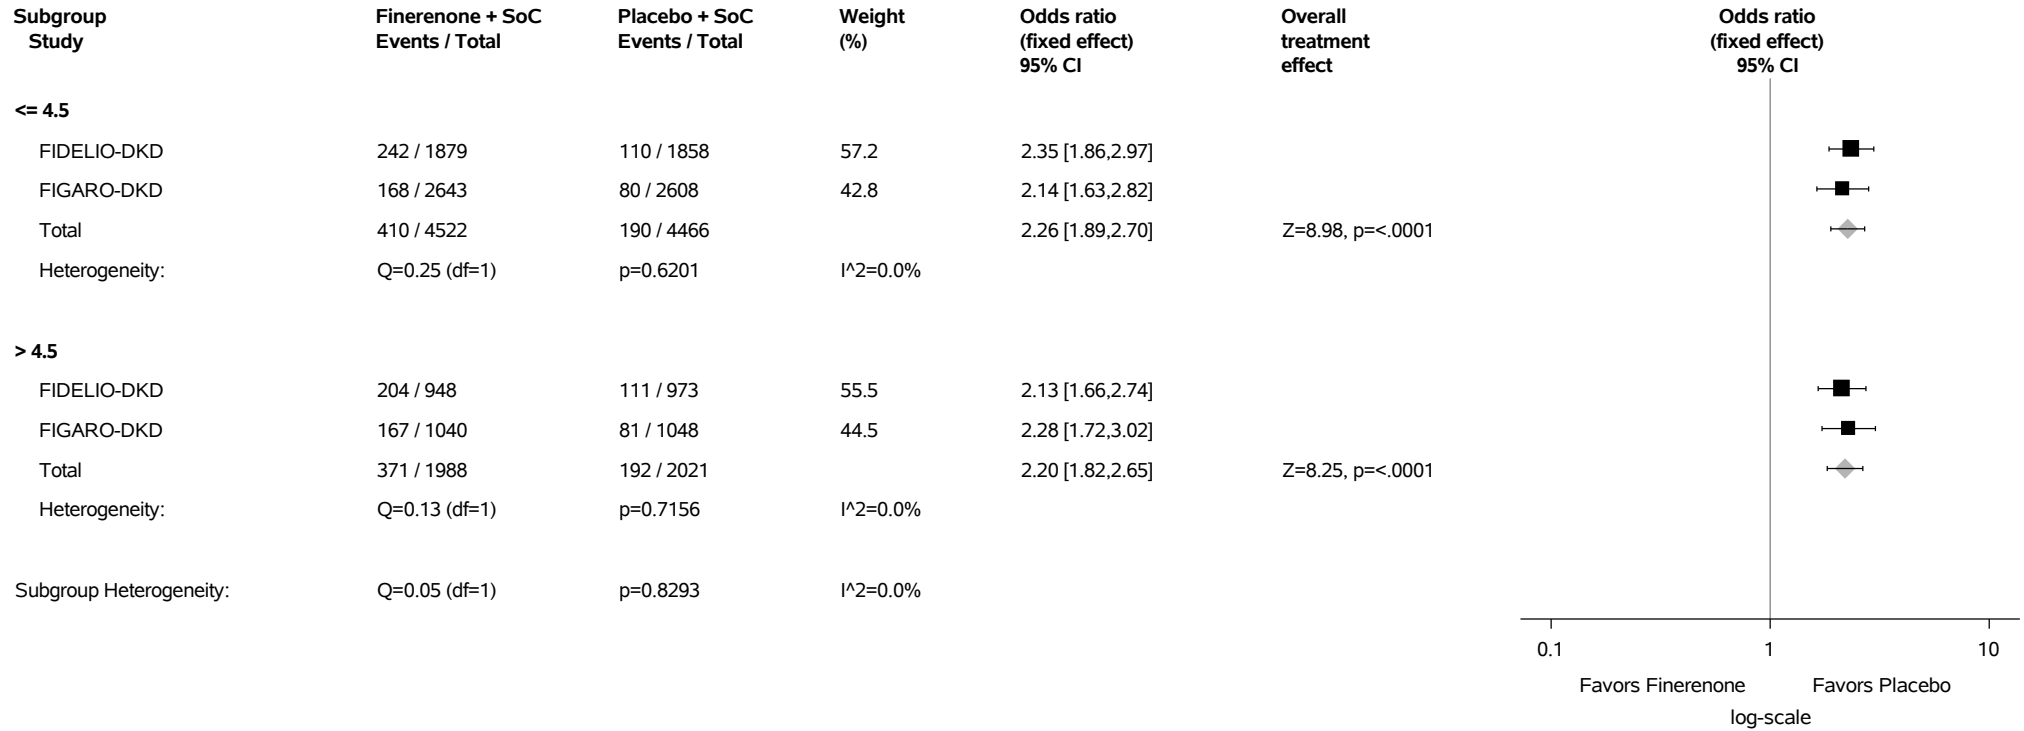 Subgroup Finerenone + SoC Placebo + SoC Weight Odds ratio Overall Odds ratio
Study Events / Total Events / Total (%) (fixed effect) treatment (fixed effect)
95% CI effect 95% CI
<= 4.5
FIDELIO-DKD 242 / 1879 110 / 1858 57.2 2.35 [1.86,2.97]
FIGARO-DKD 168 / 2643 80 / 2608 42.8 2.14 [1.63,2.82]
Total 410 / 4522 190 / 4466 2.26 [1.89,2.70] Z=8.98, p=<.0001
Heterogeneity: Q=0.25 (df=1) p=0.6201 I^2=0.0%
> 4.5
FIDELIO-DKD 204 / 948 111 / 973 55.5 2.13 [1.66,2.74]
FIGARO-DKD 167 / 1040 81 / 1048 44.5 2.28 [1.72,3.02]
Total 371 / 1988 192 / 2021 2.20 [1.82,2.65] Z=8.25, p=<.0001
Heterogeneity: Q=0.13 (df=1) p=0.7156 I^2=0.0%
Subgroup Heterogeneity: Q=0.05 (df=1) p=0.8293 I^2=0.0%
0.1 1 10
Favors Finerenone Favors Placebo
log-scale